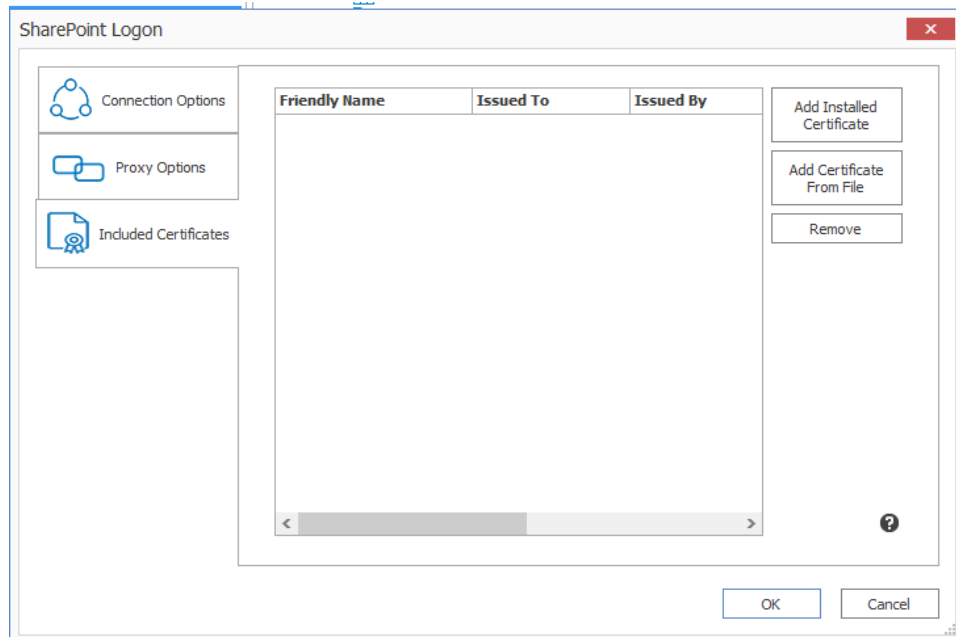 SharePoint Logon
Connection Options
Proxy Options
Included Certificates
Friendly Name Issued To Issued By
Add Installed
Certificate
Add Certificate
From File
Remove
OK Cancel